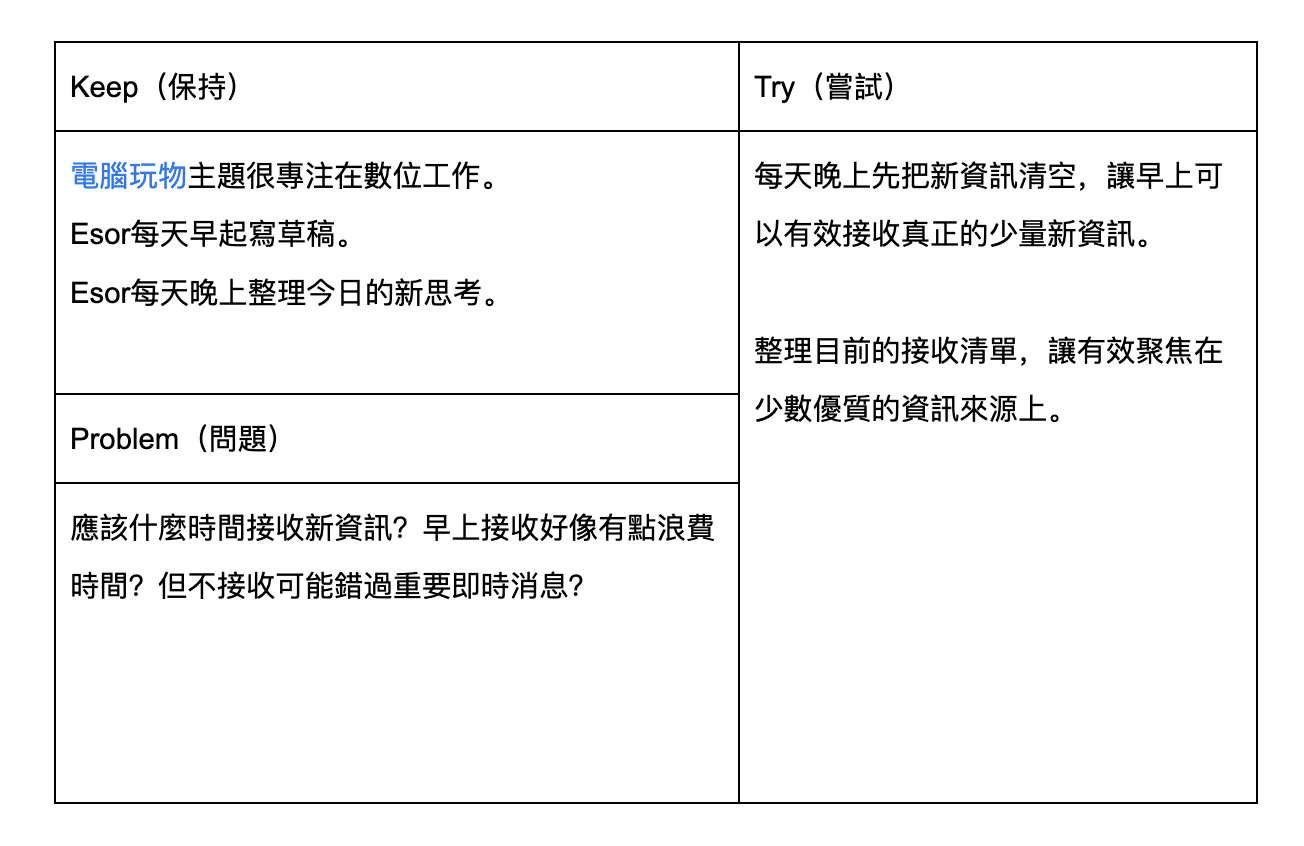 Keep（保持）
電腦玩物主題很專注在數位工作。
Esor每天早起寫草稿。
Esor每天晚上整理今日的新思考。
Problem（問題）
應該什麼時間接收新資訊？早上接收好像有點浪費
時間？但不接收可能錯過重要即時消息？
Try（嘗試）
每天晚上先把新資訊清空，讓早上可
以有效接收真正的少量新資訊。
整理目前的接收清單，讓有效聚焦在
少數優質的資訊來源上。